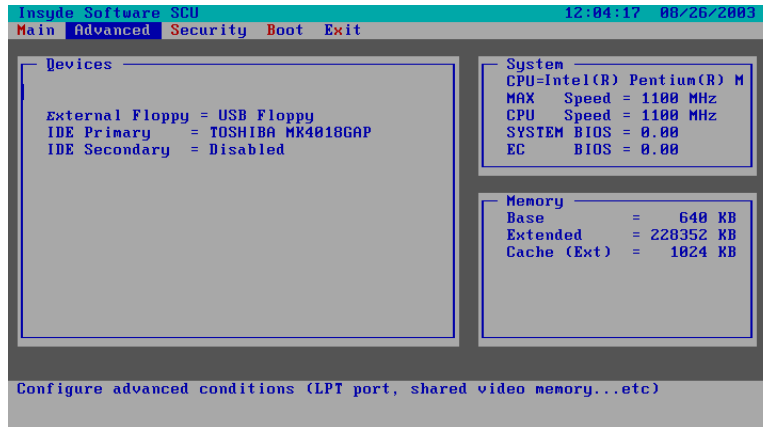 Insyde Software SCU 12:04:17 08/26/2003
Main Advanced Security Boot Exit
Devices
External Floppy = USB Floppy
IDE Primary = TOSHIBA MK4018GAP
IDE Secondary = Disabled
System
CPU=Intel(R) Pentium(R) M
MAX Speed = 1100 MHz
CPU Speed = 1100 MHz
SYSTEM BIOS = 0.00
EC BIOS = 0.00
Memory
Base = 640 KB
Extended = 228352 KB
Cache (Ext) = 1024 KB
Configure advanced conditions (LPT port, shared video memory...etc)